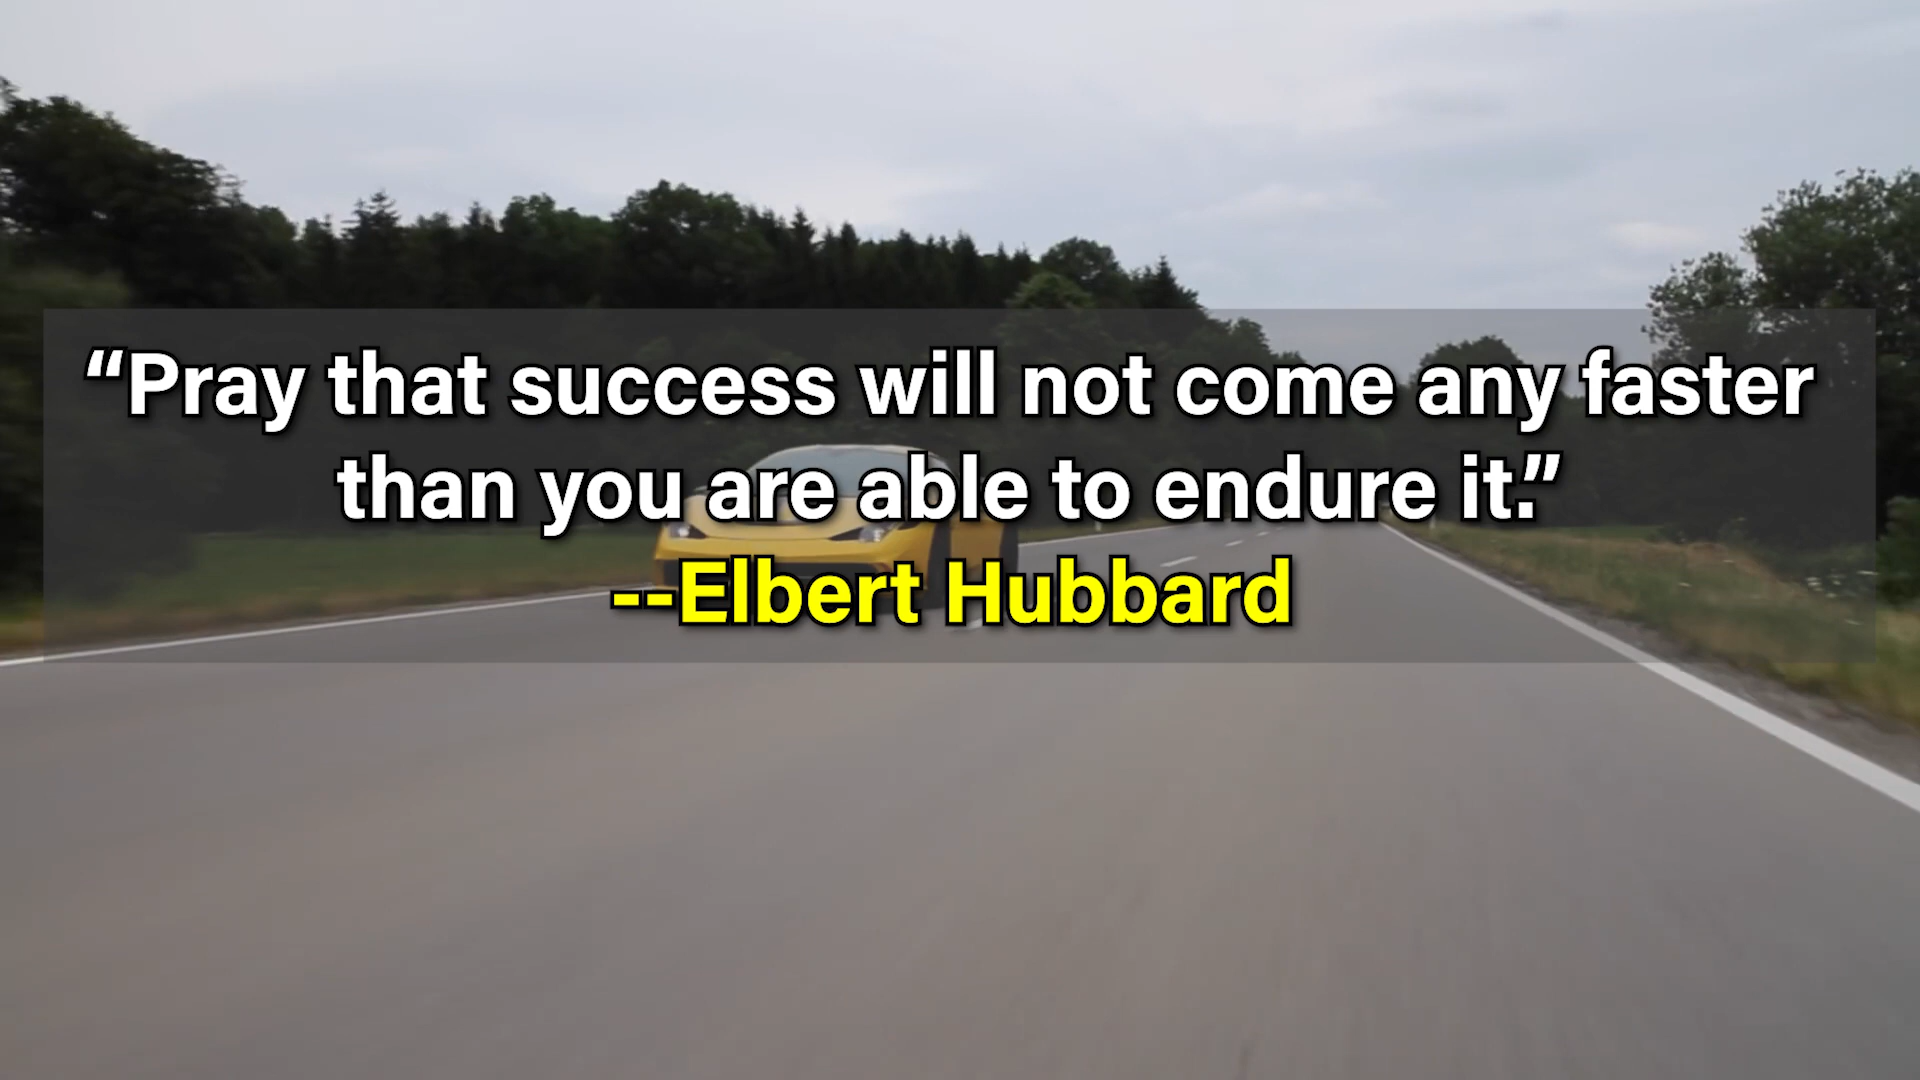 “Pray that success will not come any faster
than you are able to endure it.”
--Elbert Hubbard